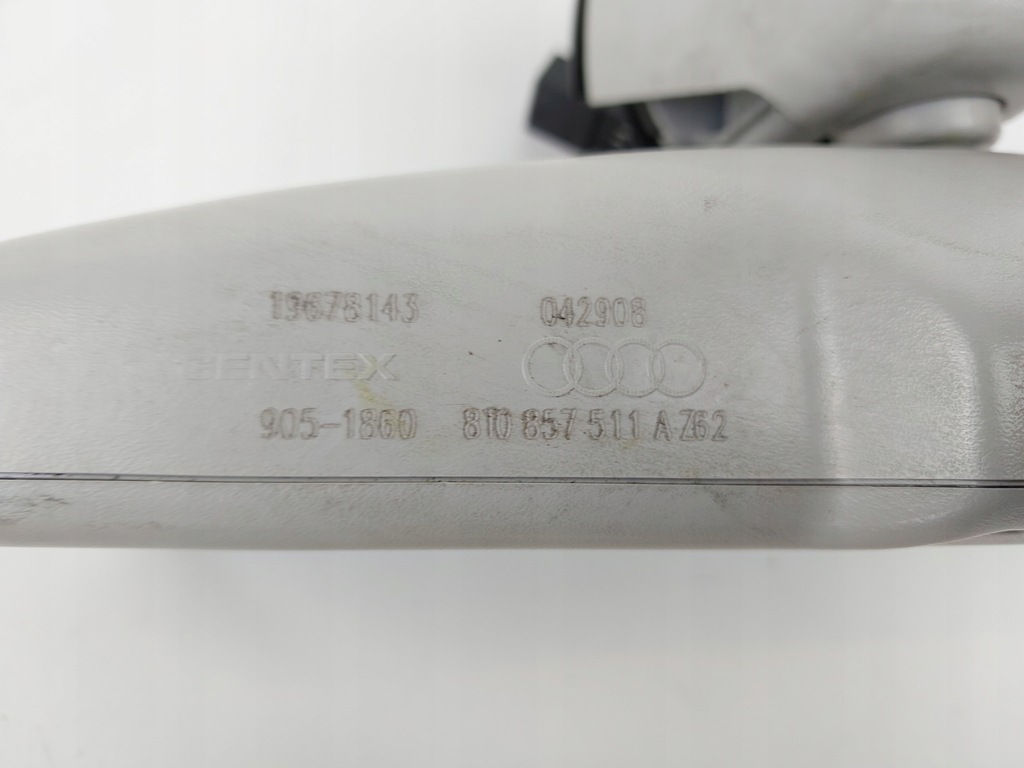 19678143 042908
GENTEX
905-1860 8T0 857 511 A Z62